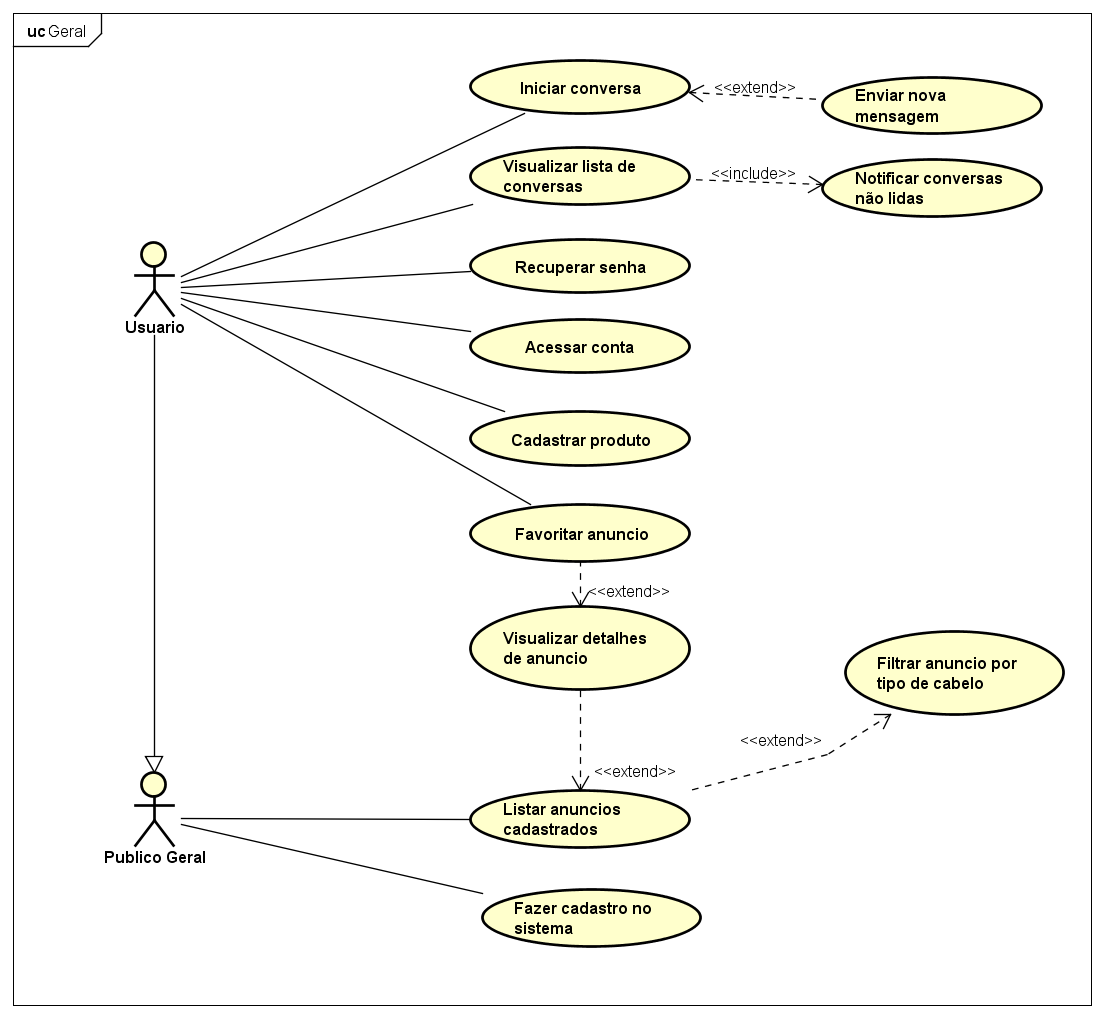 uc Geral
Iniciar conversa
<<extend>>
Enviar nova
mensagem
Visualizar lista de
conversas
<<include>>
Notificar conversas
não lidas
Recuperar senha
Usuario
Acessar conta
Cadastrar produto
Favoritar anuncio
<<extend>>
Visualizar detalhes
de anuncio
Filtrar anuncio por
tipo de cabelo
<<extend>>
<<extend>>
Listar anuncios
cadastrados
Publico Geral
Fazer cadastro no
sistema